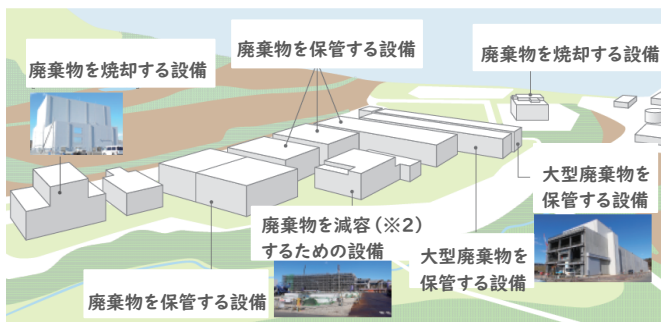 廃棄物を保管する設備
廃棄物を焼却する設備
廃棄物を焼却する設備
大型廃棄物を
保管する設備
廃棄物を減容(※2)
するための設備
大型廃棄物を
保管する設備
廃棄物を保管する設備